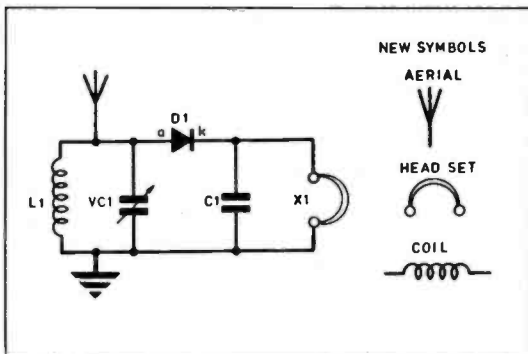 NEW SYMBOLS
AERIAL
D1
a
k
HEAD SET
L1
VC1
C1
X1
COIL